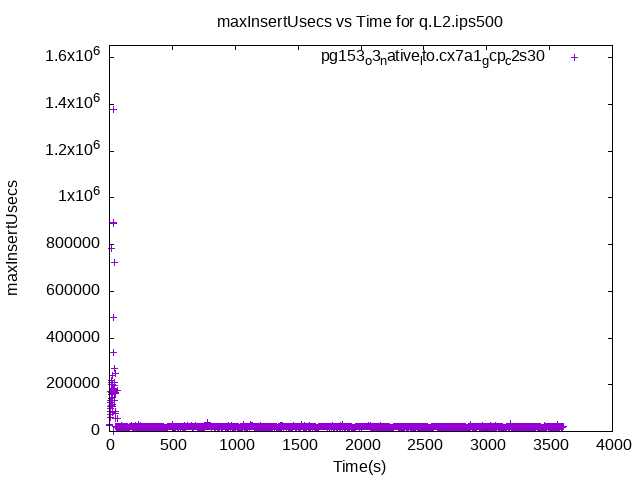 maxInsertUsecs vs Time for q.L2.ips500
pg153_o3_native_lto.cx7a1_gcp_c2s30
maxInsertUsecs
1.6x10^6
1.4x10^6
1.2x10^6
1x10^6
800000
600000
400000
200000
0
0 500 1000 1500 2000 2500 3000 3500 4000
Time(s)